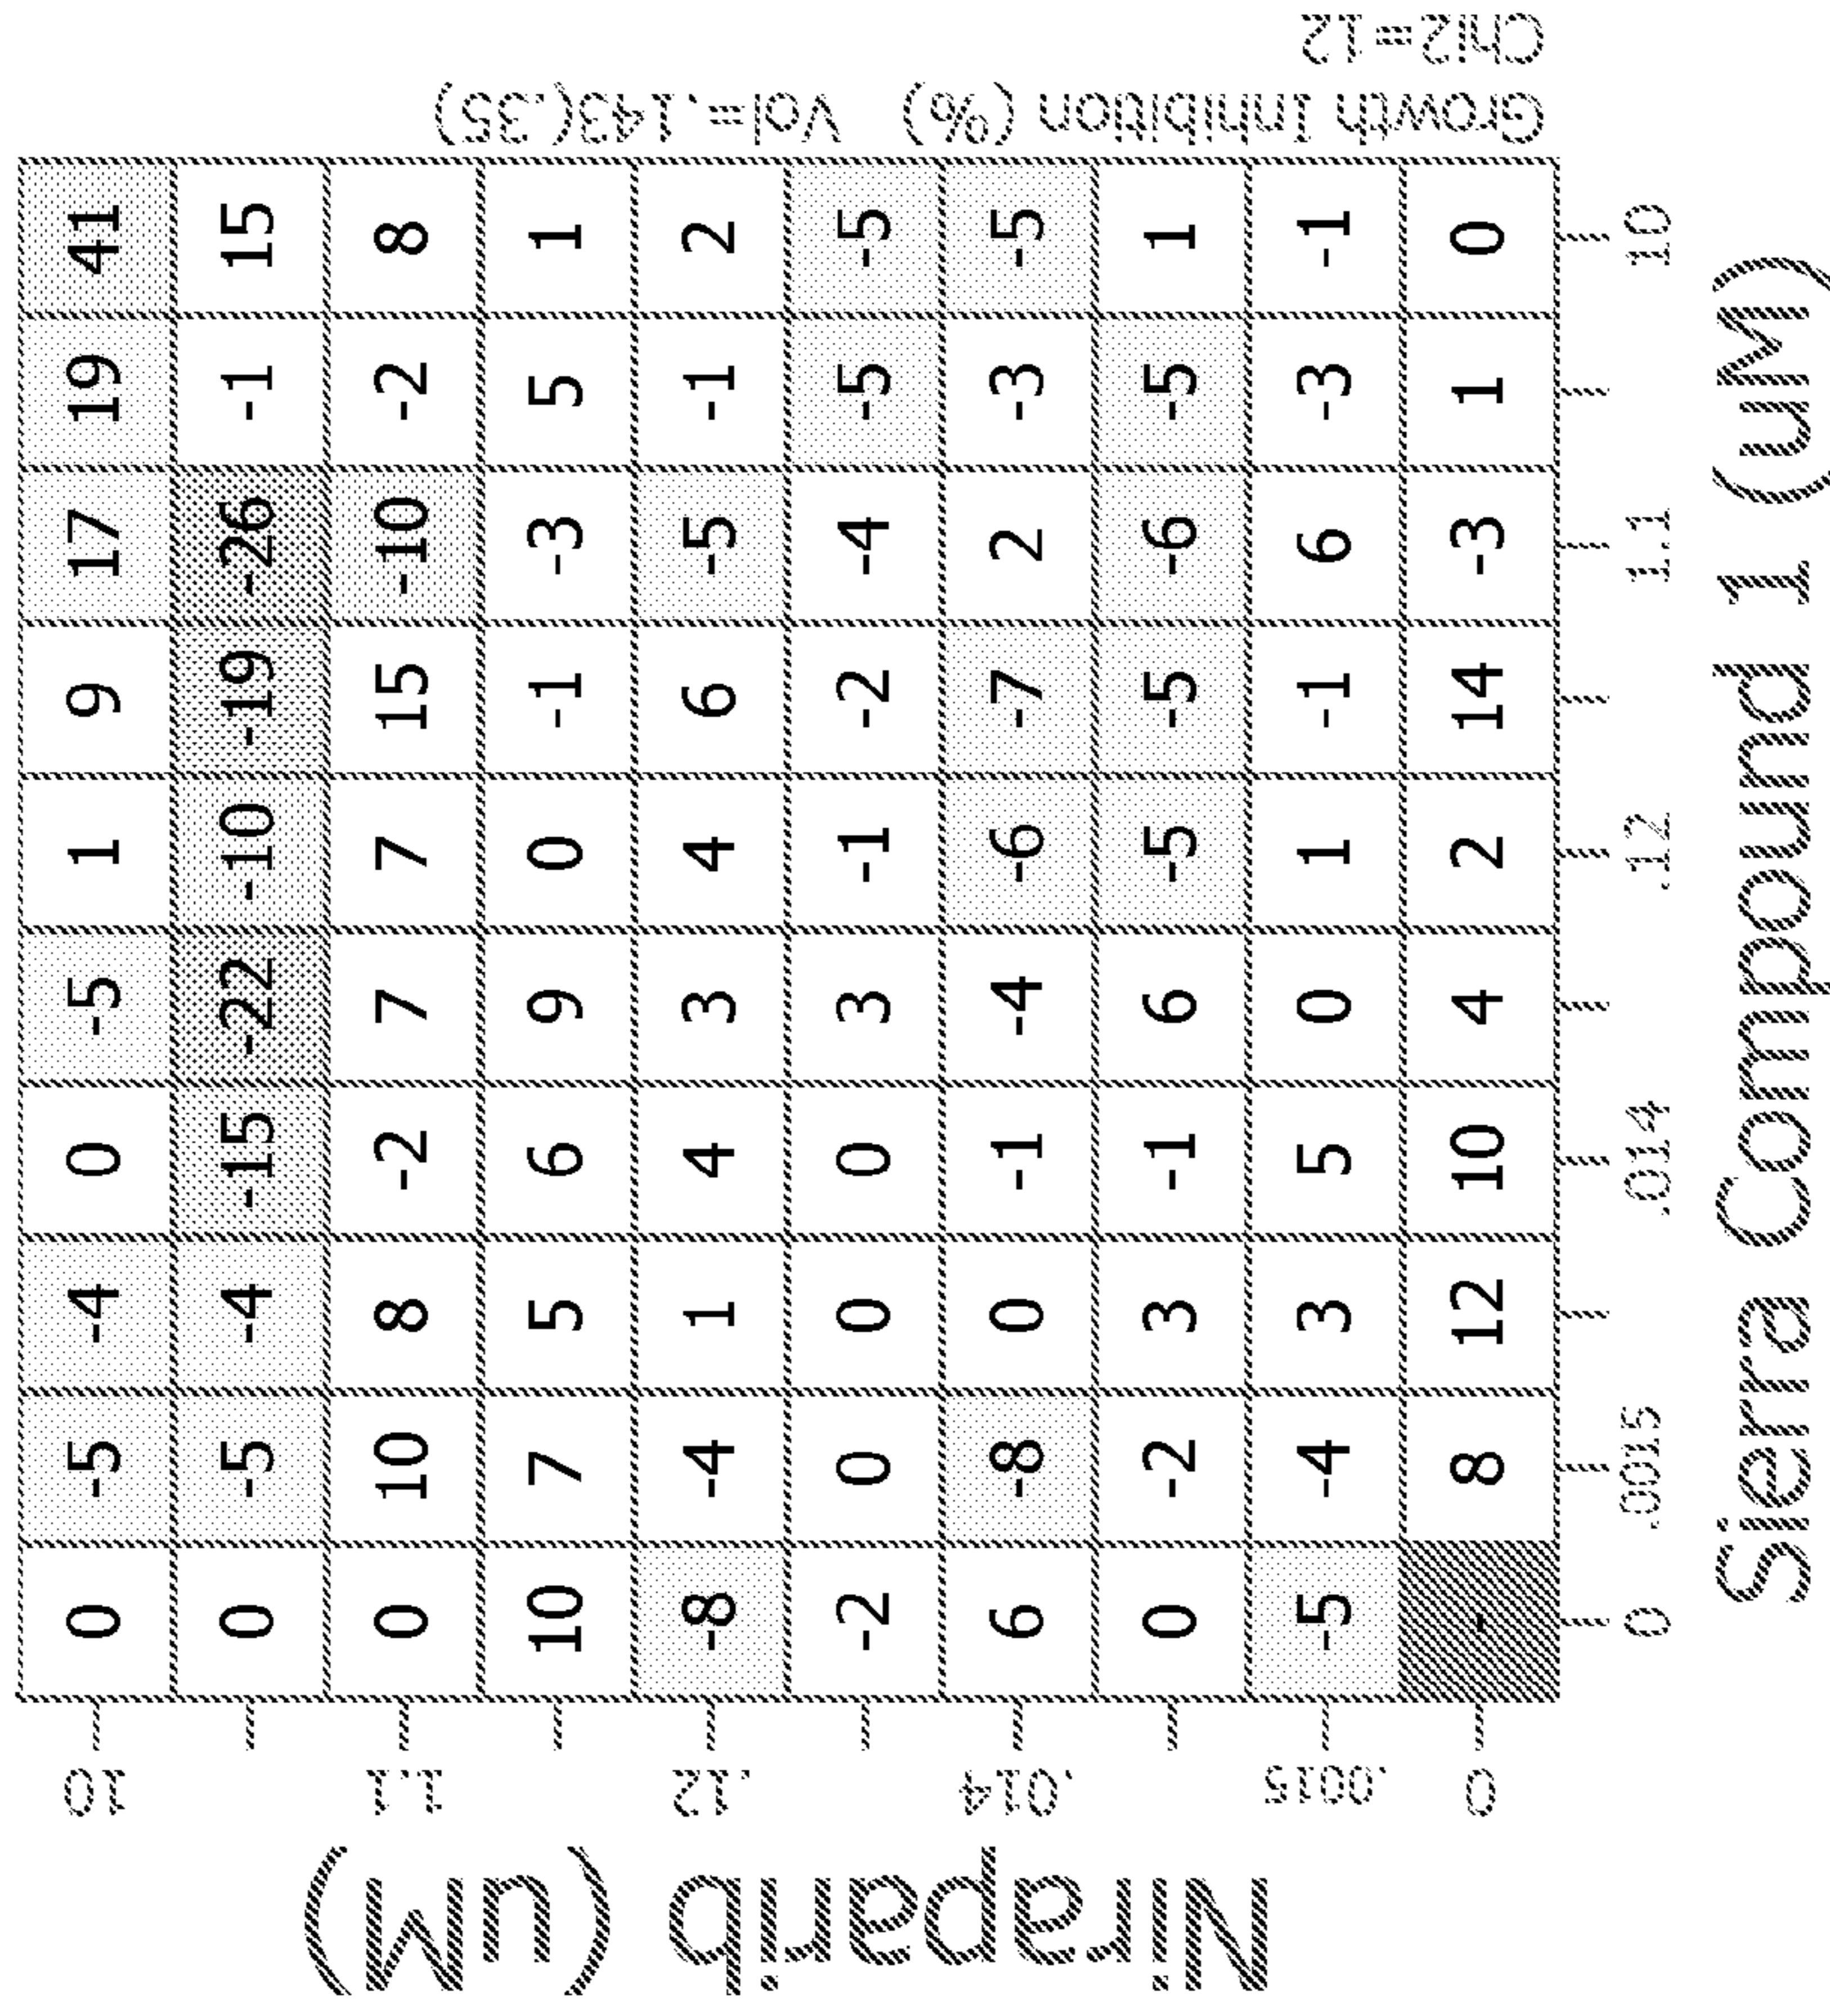 Niraparib (uM)
10 0 -5 -4 0 -5 1 9 17 19 41
0 -5 -4 -15 -22 -10 -19 -26 -1 15
1.1 0 10 8 -2 7 7 15 -10 -2 8
10 7 5 6 9 0 -1 -3 5 1
.12 -8 -4 1 4 3 4 6 -5 -1 2
-2 0 0 0 3 -1 -2 -4 -5 -5
.014 6 -8 0 -1 -4 -6 -7 2 -3 -5
0 -2 3 -1 6 -5 -5 -6 -5 1
.0015 -5 -4 3 5 0 1 -1 6 -3 -1
0 - 8 12 10 4 2 14 -3 1 0
0 .0015 .014 .12 1.1 10
Sierra Compound 1 (uM)
Growth Inhibition (%) Vol=.143(.35)
Chi2=12